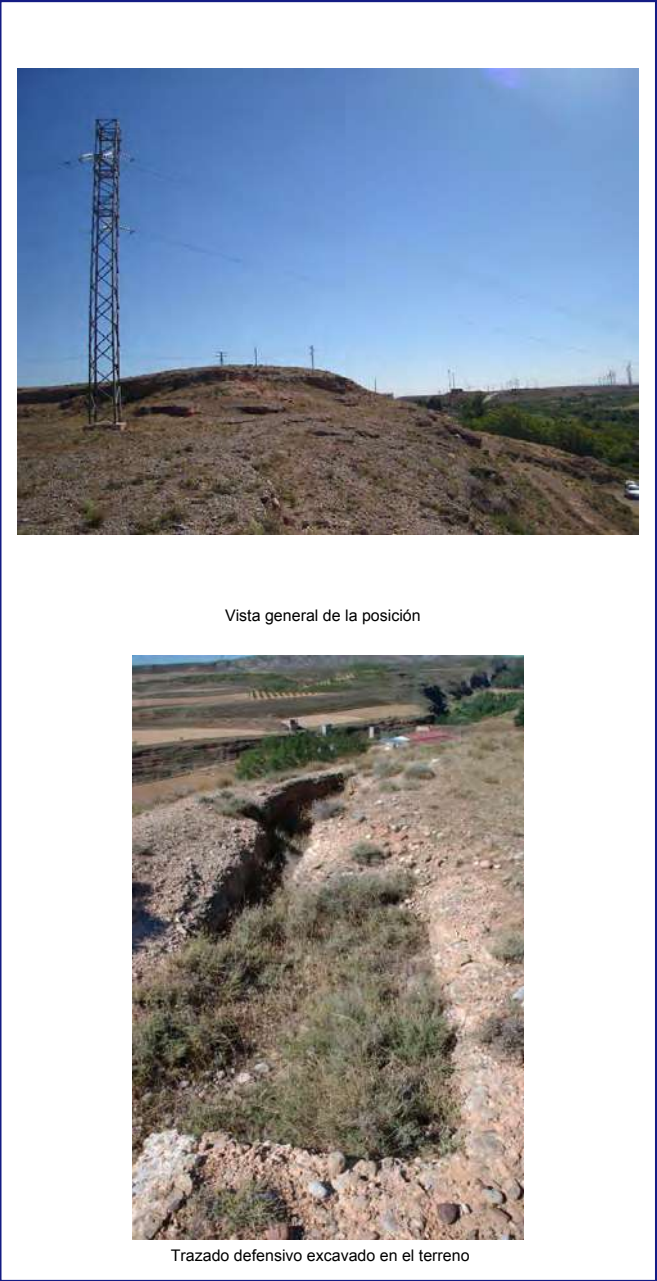 Vista general de la posición
Trazado defensivo excavado en el terreno